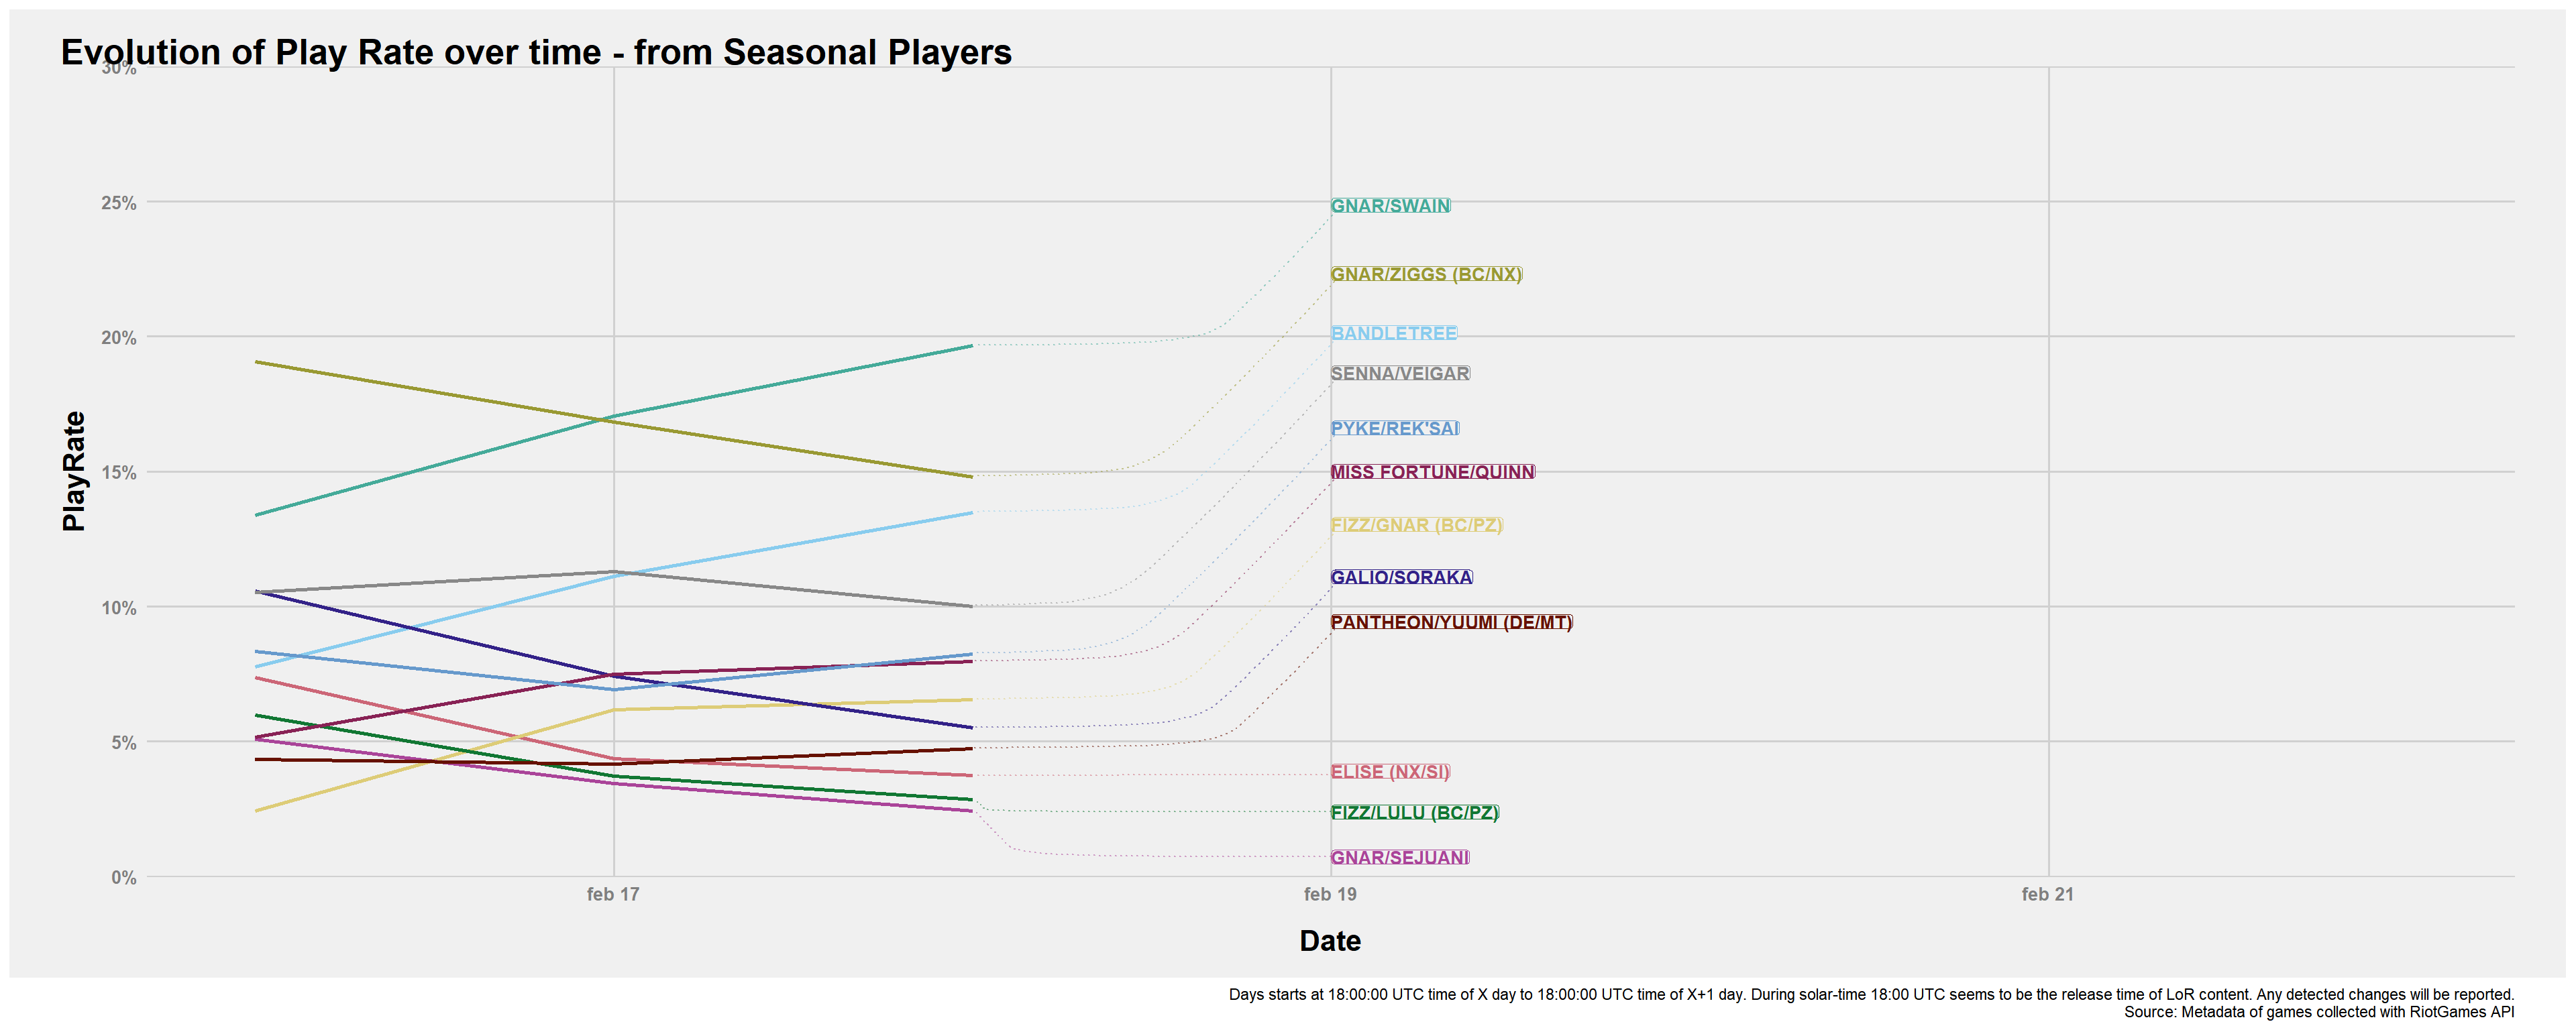 Evolution of Play Rate over time - from Seasonal Players
30%
25%
20%
15%
10%
5%
0%
PlayRate
GNAR/SWAIN
GNAR/ZIGGS (BC/NX)
BANDLETREE
SENNA/VEIGAR
PYKE/REK'SAI
MISS FORTUNE/QUINN
FIZZ/GNAR (BC/PZ)
GALIO/SORAKA
PANTHEON/YUUMI (DE/MT)
ELISE (NX/SI)
FIZZ/LULU (BC/PZ)
GNAR/SEJUANI
feb 17
feb 19
feb 21
Date
Days starts at 18:00:00 UTC time of X day to 18:00:00 UTC time of X+1 day. During solar-time 18:00 UTC seems to be the release time of LoR content. Any detected changes will be reported.
Source: Metadata of games collected with RiotGames API